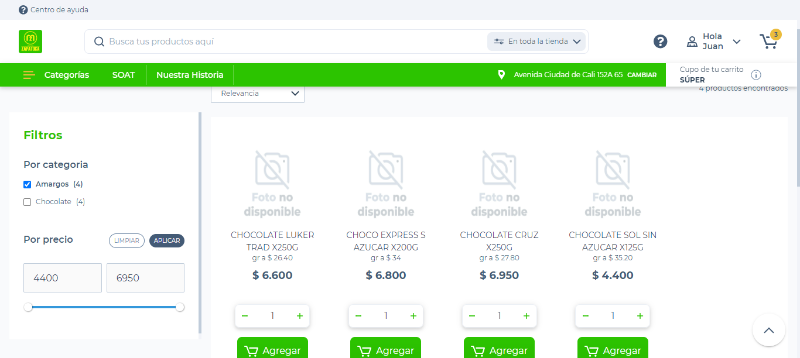 Centro de ayuda
Busca tus productos aquí
En toda la tienda
Hola
Juan
3
Categorías
SOAT
Nuestra Historia
Avenida Ciudad de Cali 152A 65 CAMBIAR
Cupo de tu carrito
SÚPER
Relevancia
4 productos encontrados
Filtros
Por categoria
Amargos (4)
Chocolate (4)
Por precio
LIMPIAR
APLICAR
4400
6950
Foto no
disponible
CHOCOLATE LUKER
TRAD X250G
gr a $ 26.40
$ 6.600
1
Agregar
Foto no
disponible
CHOCO EXPRESS S
AZUCAR X200G
gr a $ 34
$ 6.800
1
Agregar
Foto no
disponible
CHOCOLATE CRUZ
X250G
gr a $ 27.80
$ 6.950
1
Agregar
Foto no
disponible
CHOCOLATE SOL SIN
AZUCAR X125G
gr a $ 35.20
$ 4.400
1
Agregar